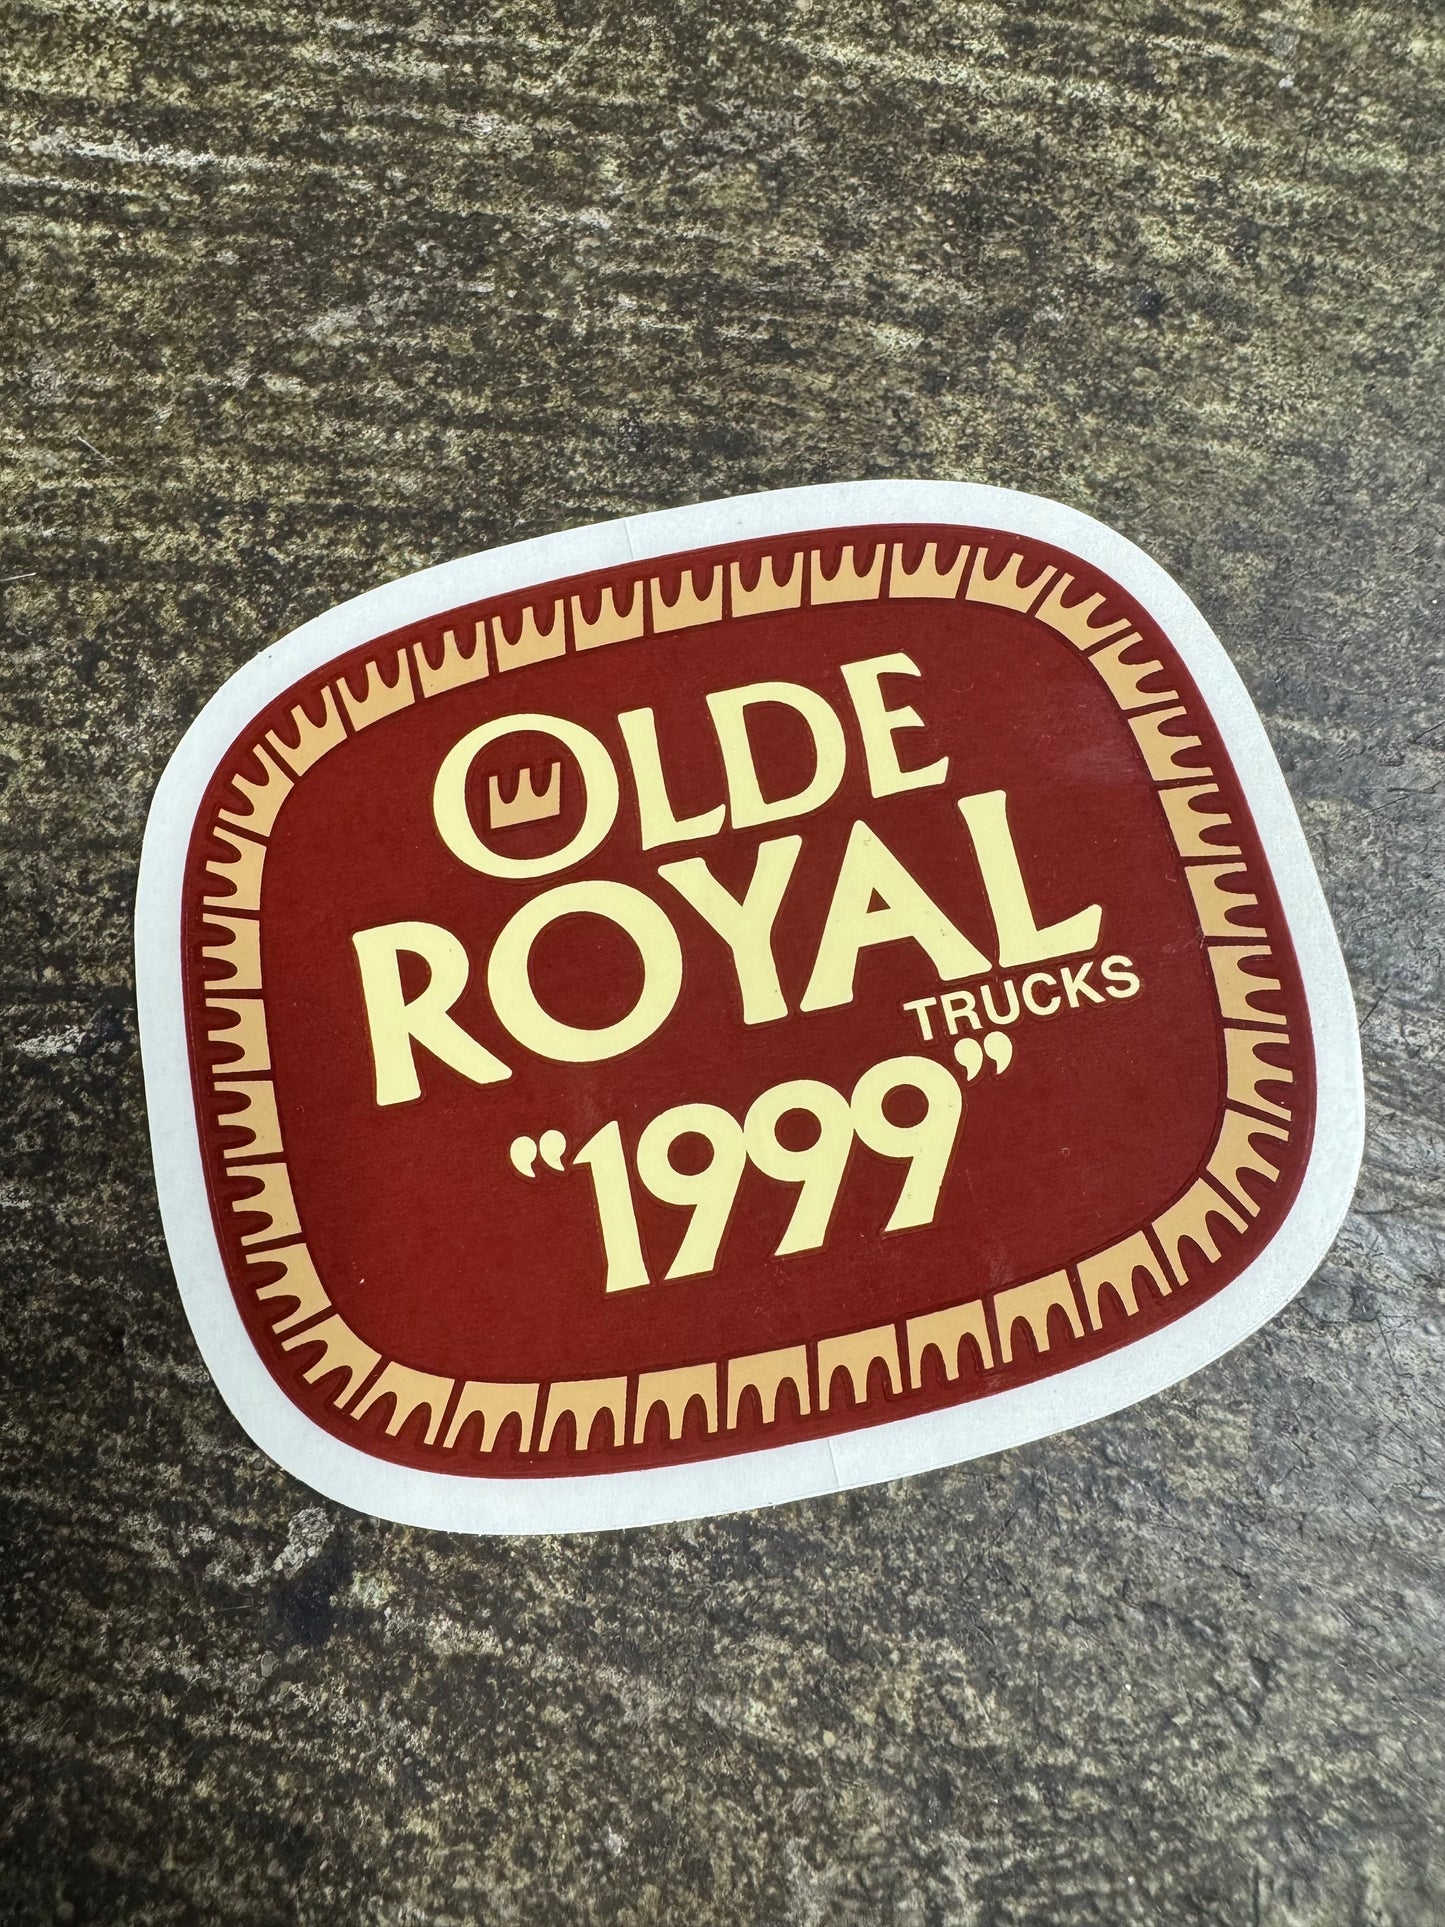 OLDE
ROYAL
TRUCKS
“1999”